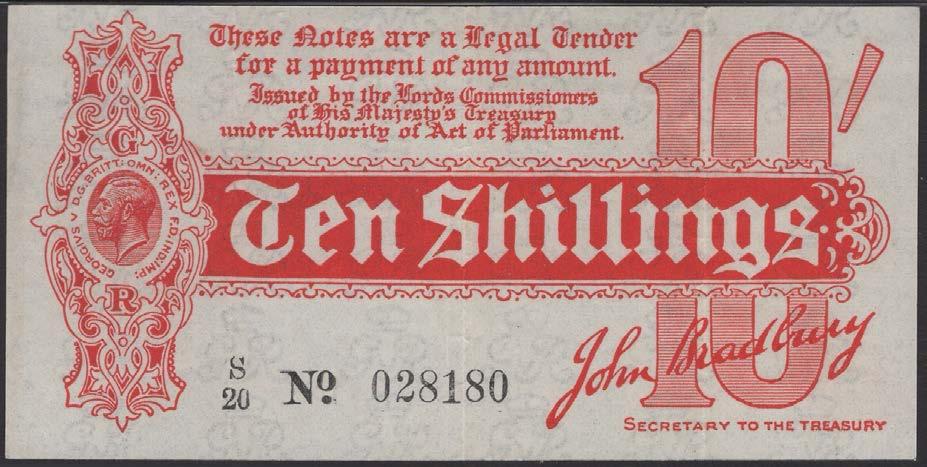 These Notes are a Legal Tender
for a payment of any amount.
Issued by the Lords Commissioners
of His Majesty's Treasury
under Authority of Act of Parliament.
10/
G
GEORGIVS V D.G. BRITT: OMN: REX F.D. IND: IMP:
R
Ten Shillings
10
S
20 No. 028180
John Bradbury
SECRETARY TO THE TREASURY